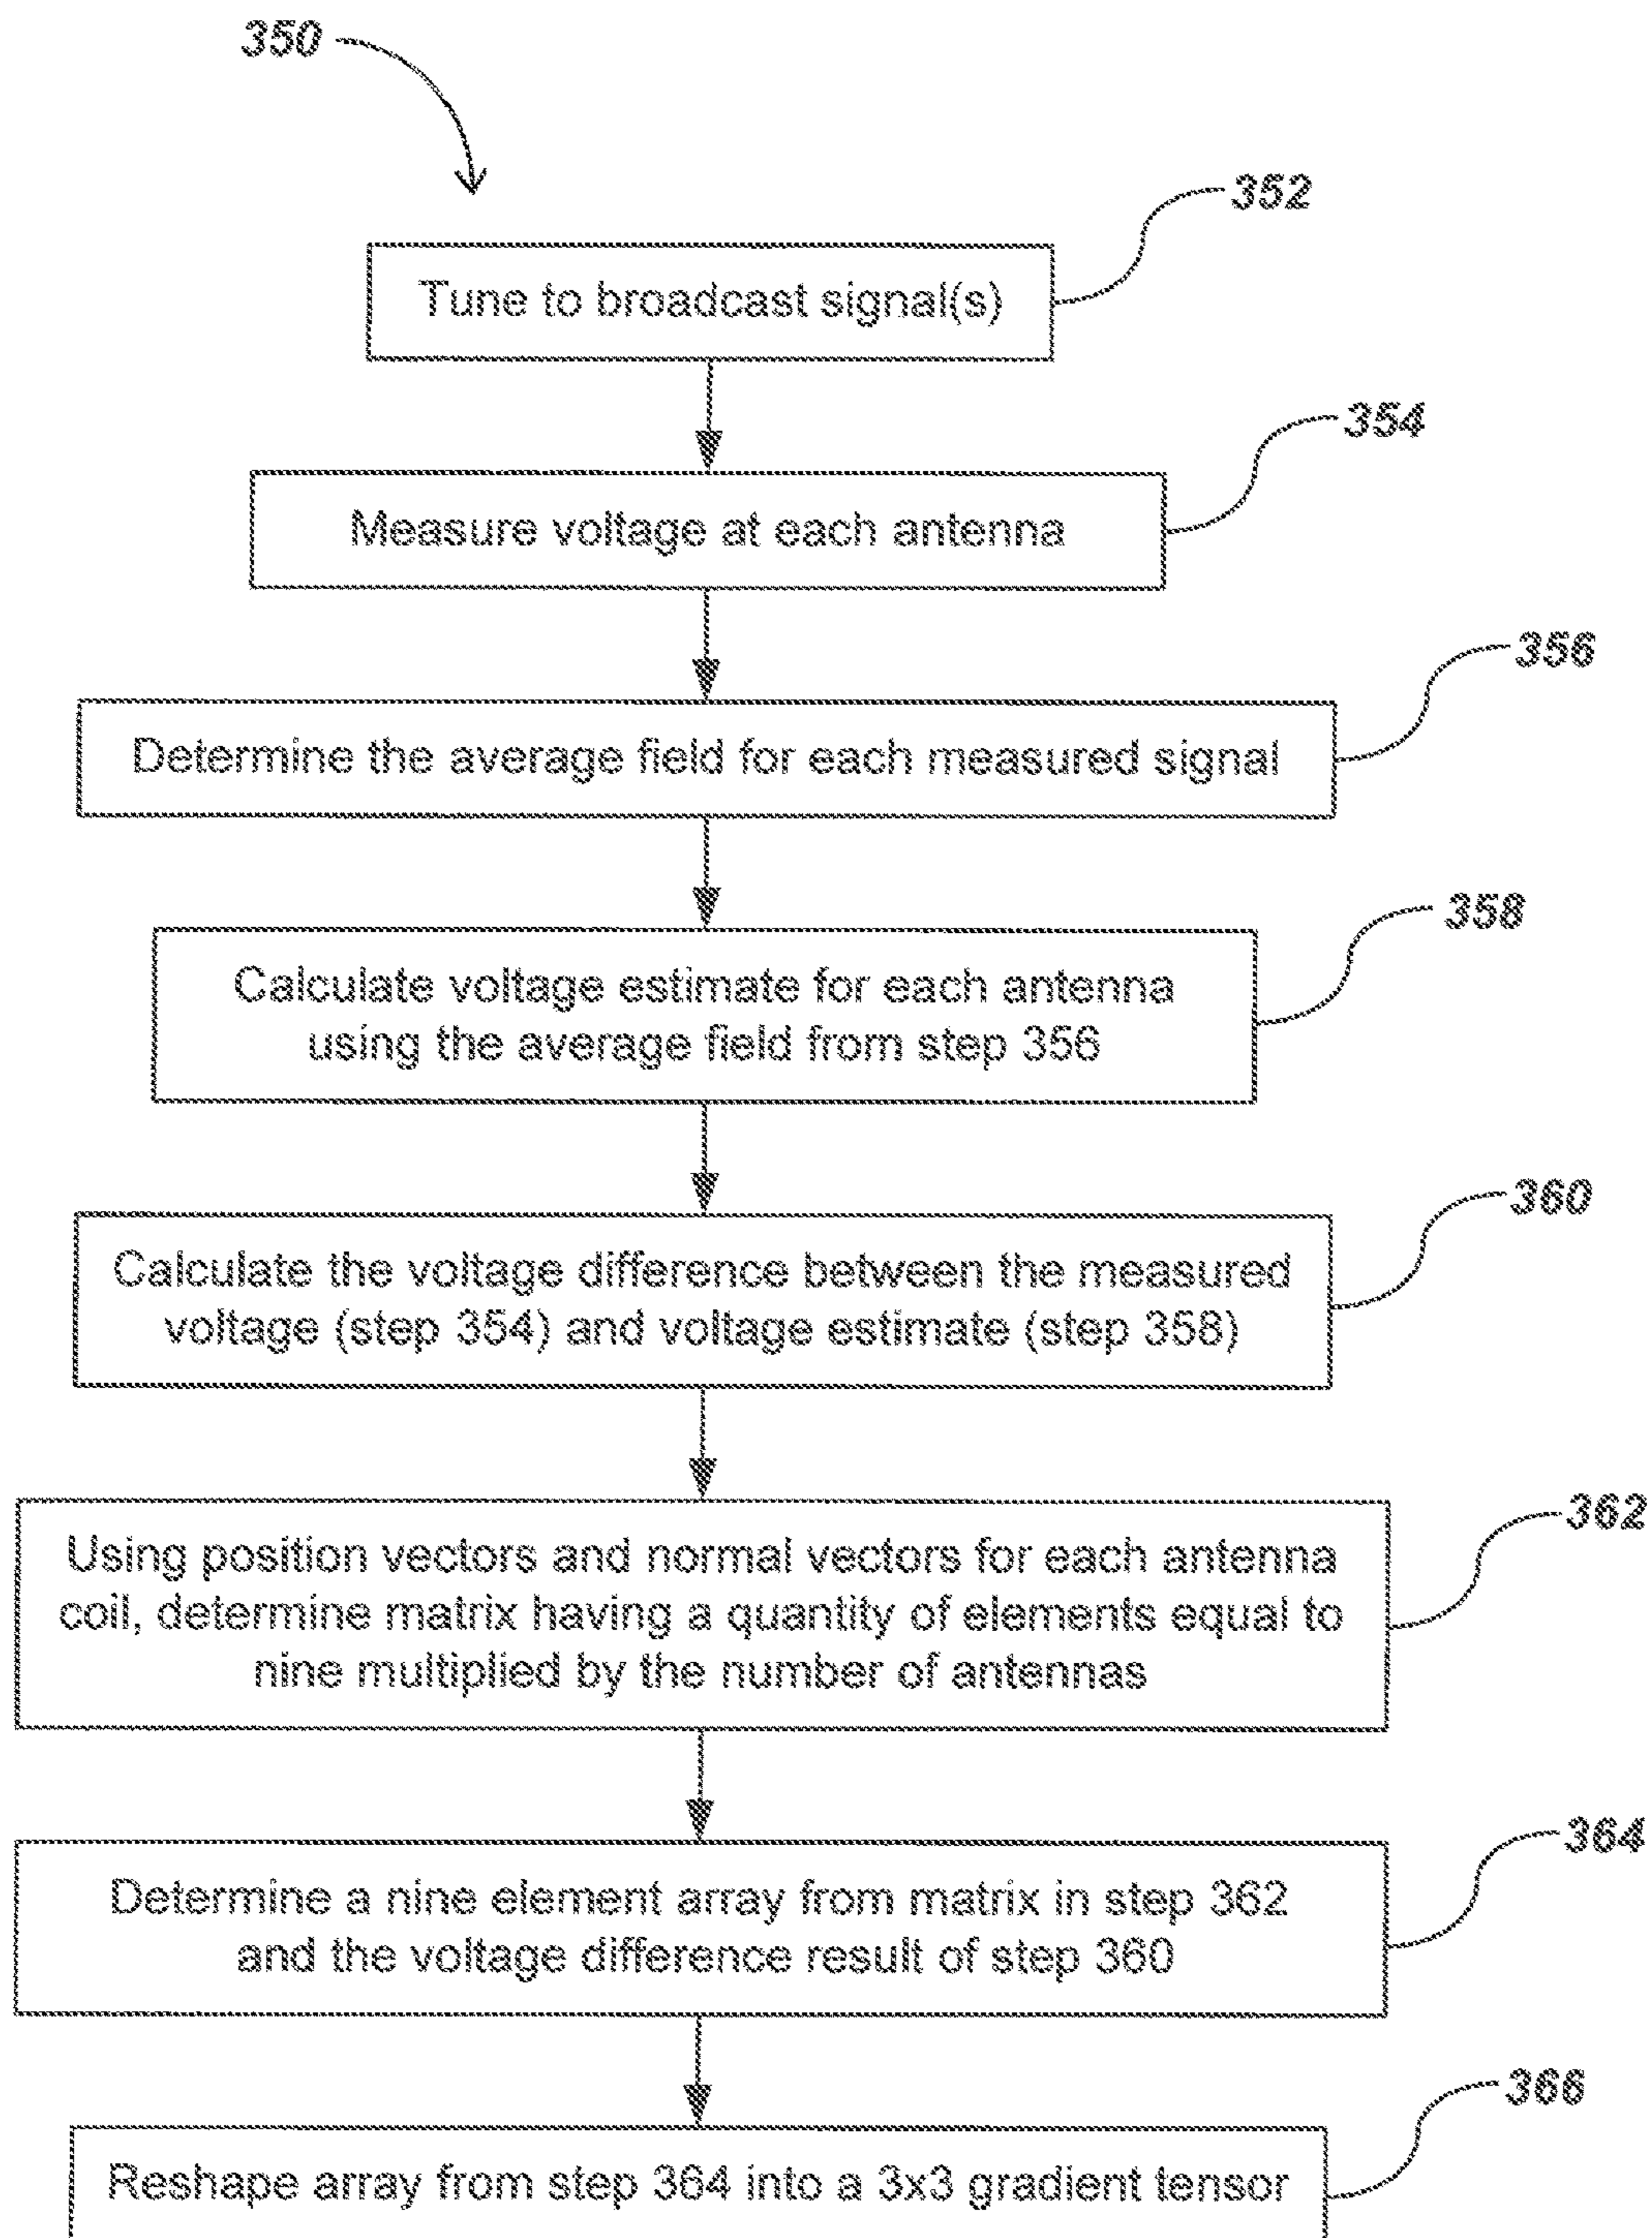 350
352
Tune to broadcast signal(s)
354
Measure voltage at each antenna
356
Determine the average field for each measured signal
358
Calculate voltage estimate for each antenna
using the average field from step 356
360
Calculate the voltage difference between the measured
voltage (step 354) and voltage estimate (step 358)
362
Using position vectors and normal vectors for each antenna
coil, determine matrix having a quantity of elements equal to
nine multiplied by the number of antennas
364
Determine a nine element array from matrix in step 362
and the voltage difference result of step 360
366
Reshape array from step 364 into a 3x3 gradient tensor